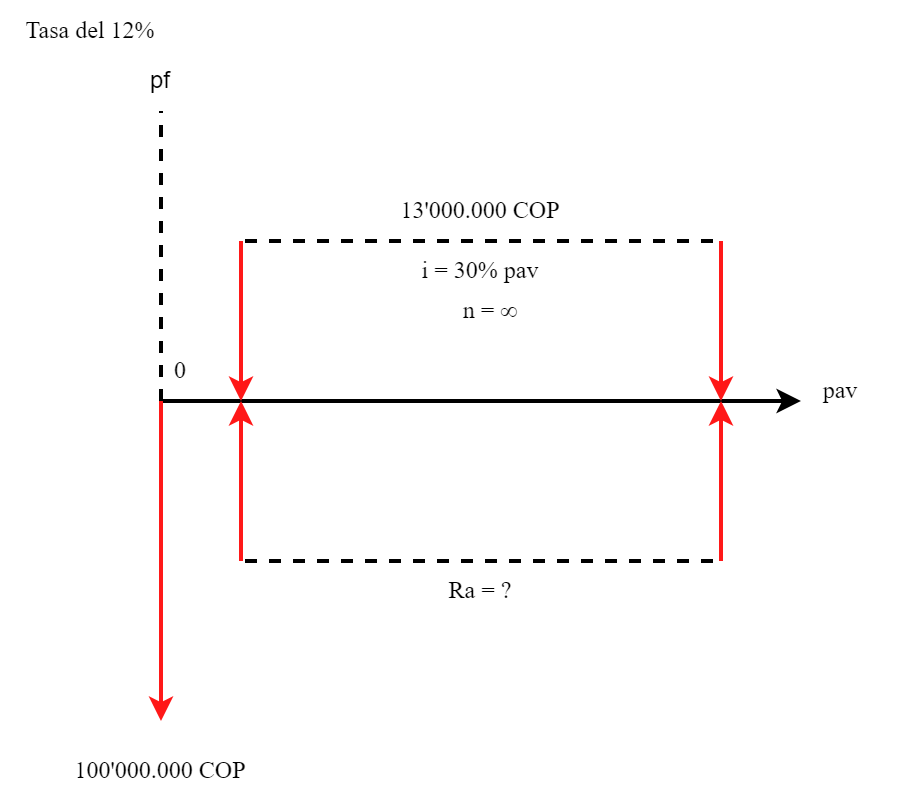 Tasa del 12%
pf
13'000.000 COP
i = 30% pav
n = ∞
0
pav
Ra = ?
100'000.000 COP